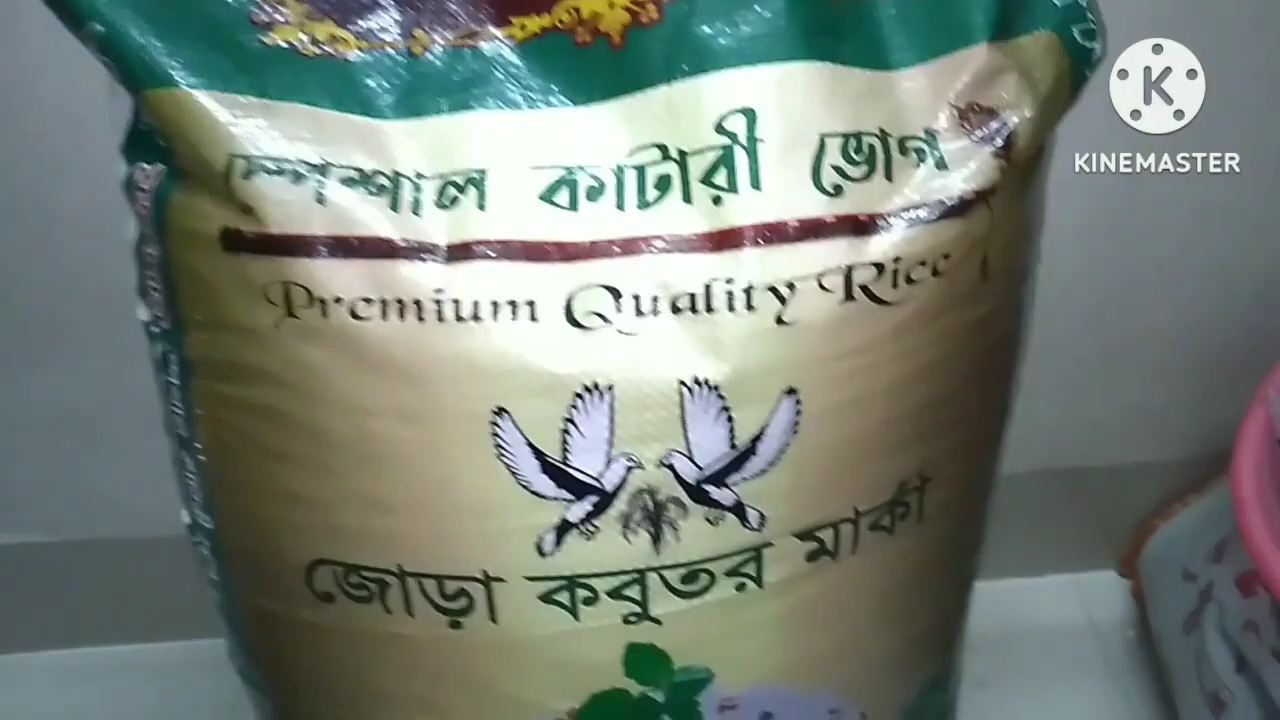 স্পেশাল কাটারী ভোগ
Premium Quality Rice
জোড়া কবুতর মার্কা
K
KINEMASTER